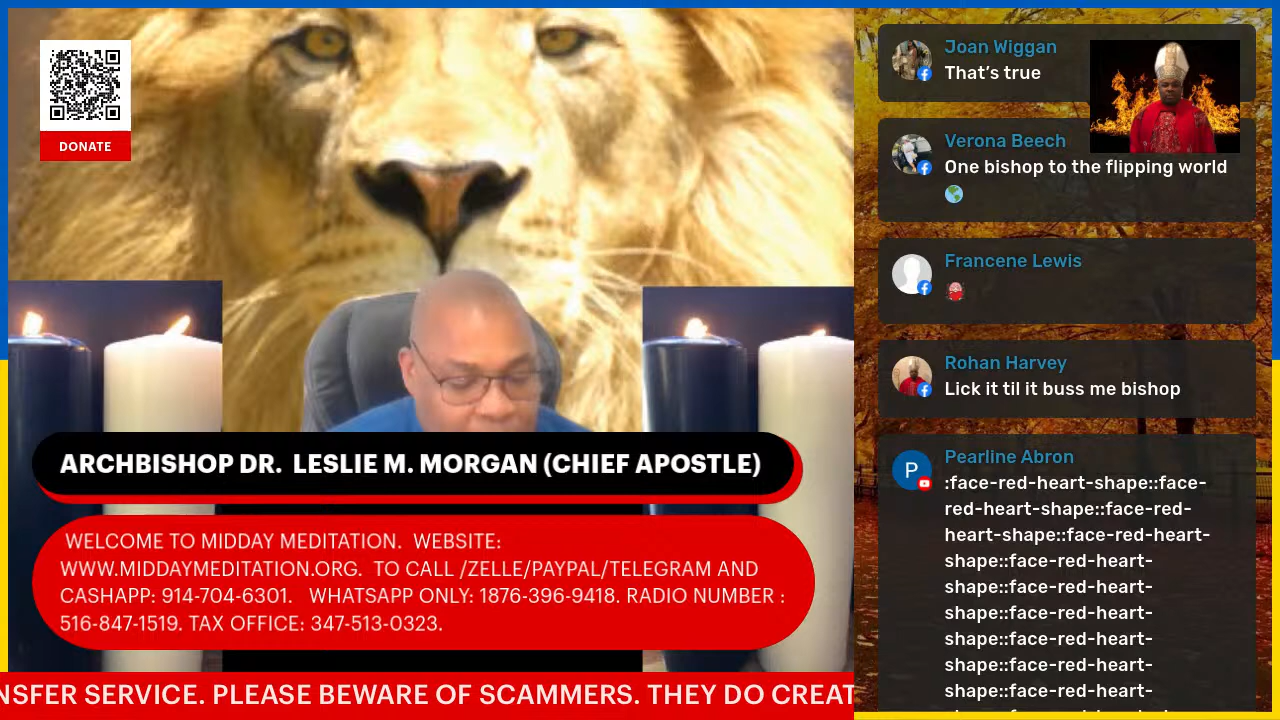 DONATE
ARCHBISHOP DR. LESLIE M. MORGAN (CHIEF APOSTLE)
WELCOME TO MIDDAY MEDITATION. WEBSITE:
WWW.MIDDAYMEDITATION.ORG. TO CALL /ZELLE/PAYPAL/TELEGRAM AND
CASHAPP: 914-704-6301. WHATSAPP ONLY: 1876-396-9418. RADIO NUMBER :
516-847-1519. TAX OFFICE: 347-513-0323.
NSFER SERVICE. PLEASE BEWARE OF SCAMMERS. THEY DO CREAT
Joan Wiggan
That’s true
Verona Beech
One bishop to the flipping world
Francene Lewis
Rohan Harvey
Lick it til it buss me bishop
P
Pearline Abron
:face-red-heart-shape::face-
red-heart-shape::face-red-
heart-shape::face-red-heart-
shape::face-red-heart-
shape::face-red-heart-
shape::face-red-heart-
shape::face-red-heart-
shape::face-red-heart-
shape::face-red-heart-